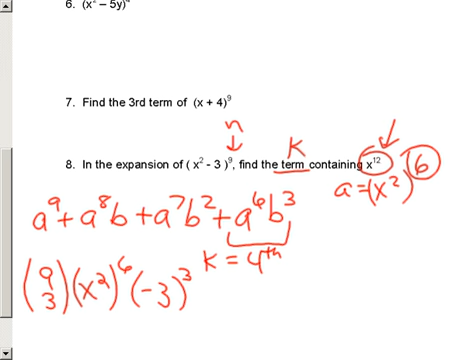 6. (x² – 5y)⁴
7. Find the 3rd term of (x + 4)⁹
n
↓
K
8. In the expansion of ( x² - 3 )⁹, find the term containing x¹²
a = (x²)⁶
a⁹ + a⁸b + a⁷b² + a⁶b³
K = 4th
(9 3) (x²)⁶ (-3)³